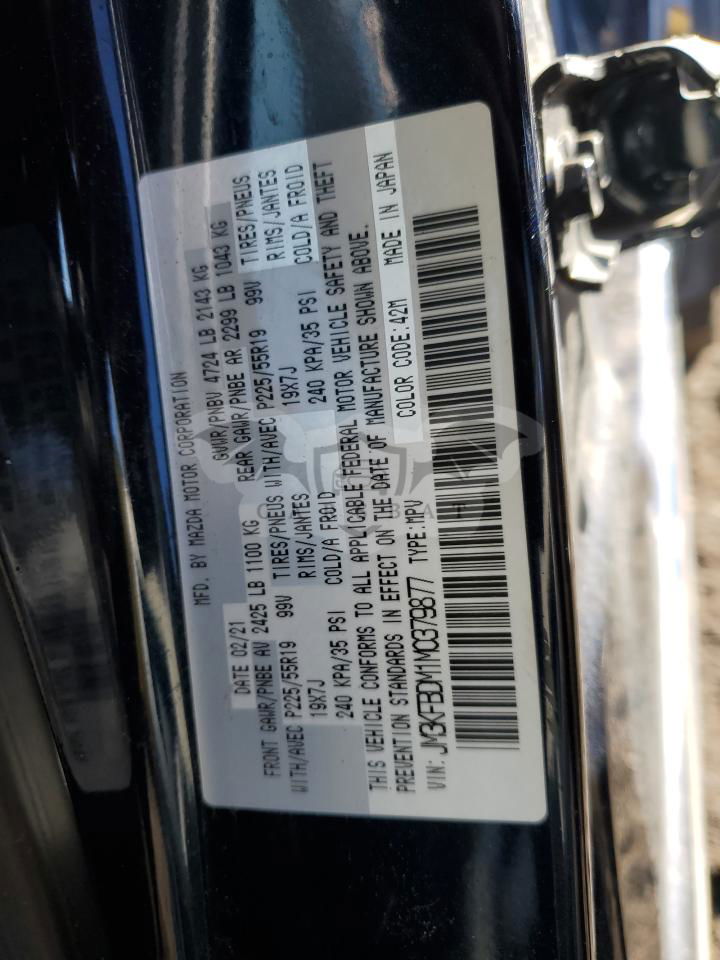 MFD. BY MAZDA MOTOR CORPORATION
DATE 02/21 GVWR/PNBV 4724 LB 2143 KG
FRONT GAWR/PNBE AV 2425 LB 1100 KG REAR GAWR/PNBE AR 2299 LB 1043 KG
WITH/AVEC P225/55R19 99V TIRES/PNEUS WITH/AVEC P225/55R19 99V TIRES/PNEUS
19X7J RIMS/JANTES 19X7J RIMS/JANTES
240 KPA/35 PSI COLD/A FROID 240 KPA/35 PSI COLD/A FROID
THIS VEHICLE CONFORMS TO ALL APPLICABLE FEDERAL MOTOR VEHICLE SAFETY AND THEFT
PREVENTION STANDARDS IN EFFECT ON THE DATE OF MANUFACTURE SHOWN ABOVE.
VIN: JM3KFBDM1M0379877 TYPE:MPV COLOR CODE:42M MADE IN JAPAN